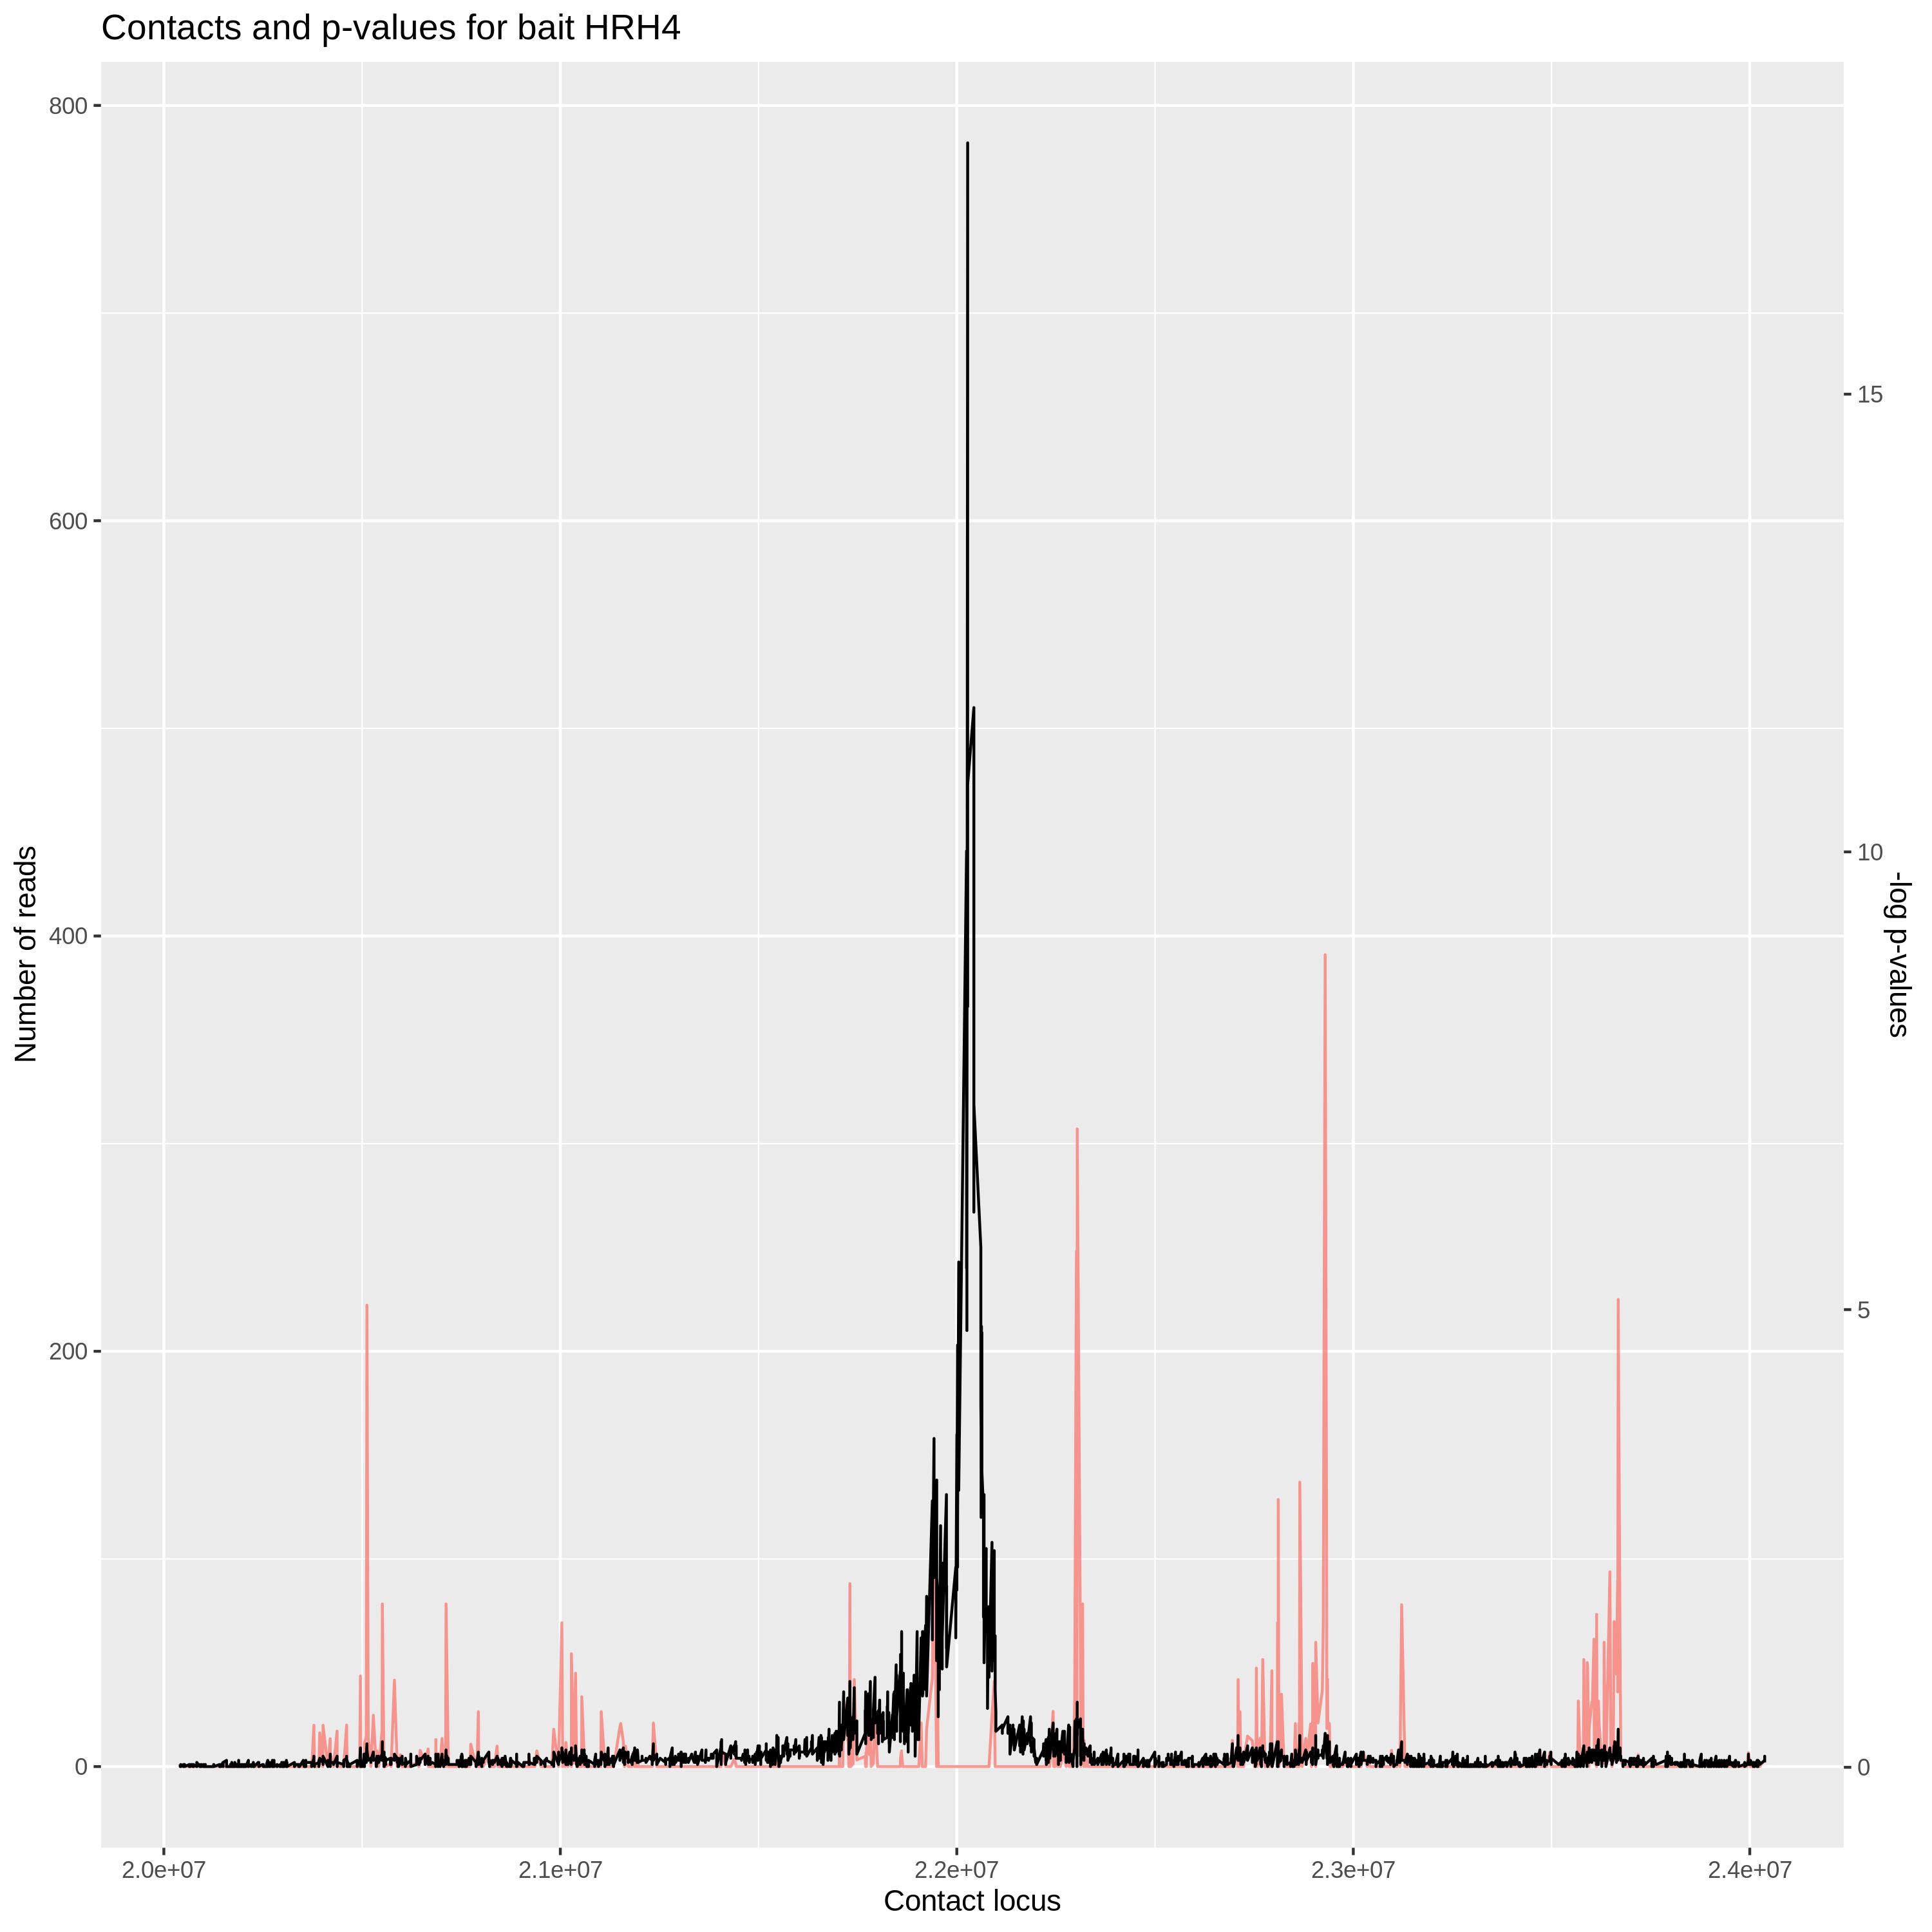 Contacts and p-values for bait HRH4
800
600
400
200
0
Number of reads
15
10
5
0
-log p-values
2.0e+07 2.1e+07 2.2e+07 2.3e+07 2.4e+07
Contact locus